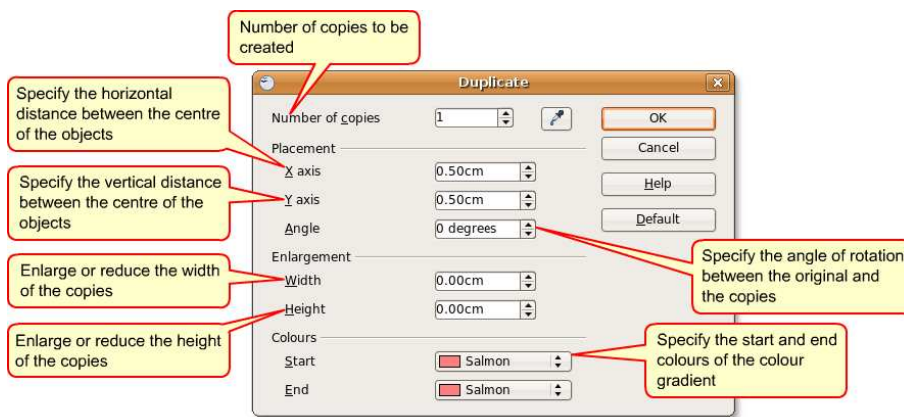 Number of copies to be
created
Specify the horizontal
distance between the centre
of the objects
Specify the vertical distance
between the centre of the
objects
Enlarge or reduce the width
of the copies
Enlarge or reduce the height
of the copies
Duplicate
Number of copies 1
OK
Placement
Cancel
X axis 0.50cm
Help
Y axis 0.50cm
Default
Angle 0 degrees
Enlargement
Width 0.00cm
Height 0.00cm
Colours
Start Salmon
End Salmon
Specify the angle of rotation
between the original and
the copies
Specify the start and end
colours of the colour
gradient